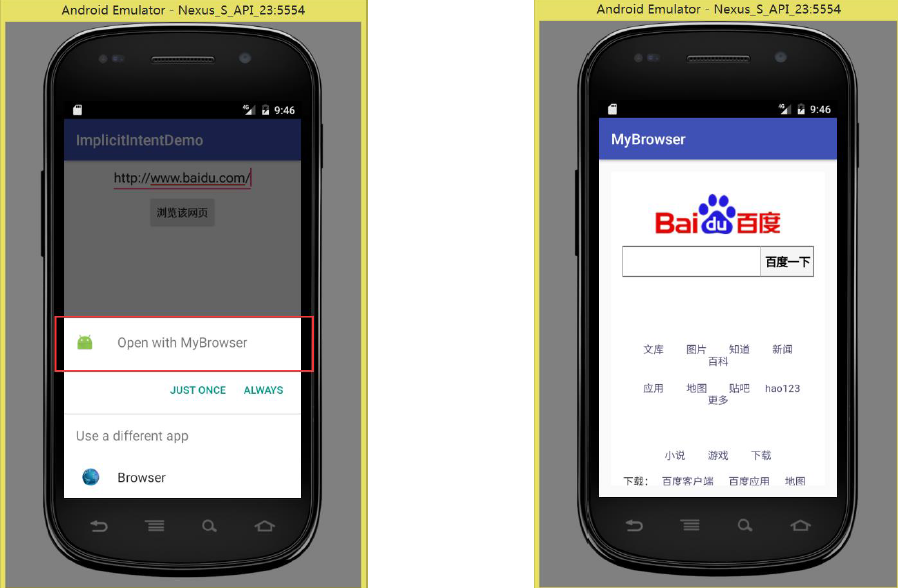 Android Emulator - Nexus_S_API_23:5554
4G 9:46
ImplicitIntentDemo
http://www.baidu.com/
浏览该网页
Open with MyBrowser
JUST ONCE ALWAYS
Use a different app
Browser
Android Emulator - Nexus_S_API_23:5554
4G 9:46
MyBrowser
Bai du 百度
百度一下
文库 图片 知道 新闻
百科
应用 地图 贴吧 hao123
更多
小说 游戏 下载
下载： 百度客户端 百度应用 地图